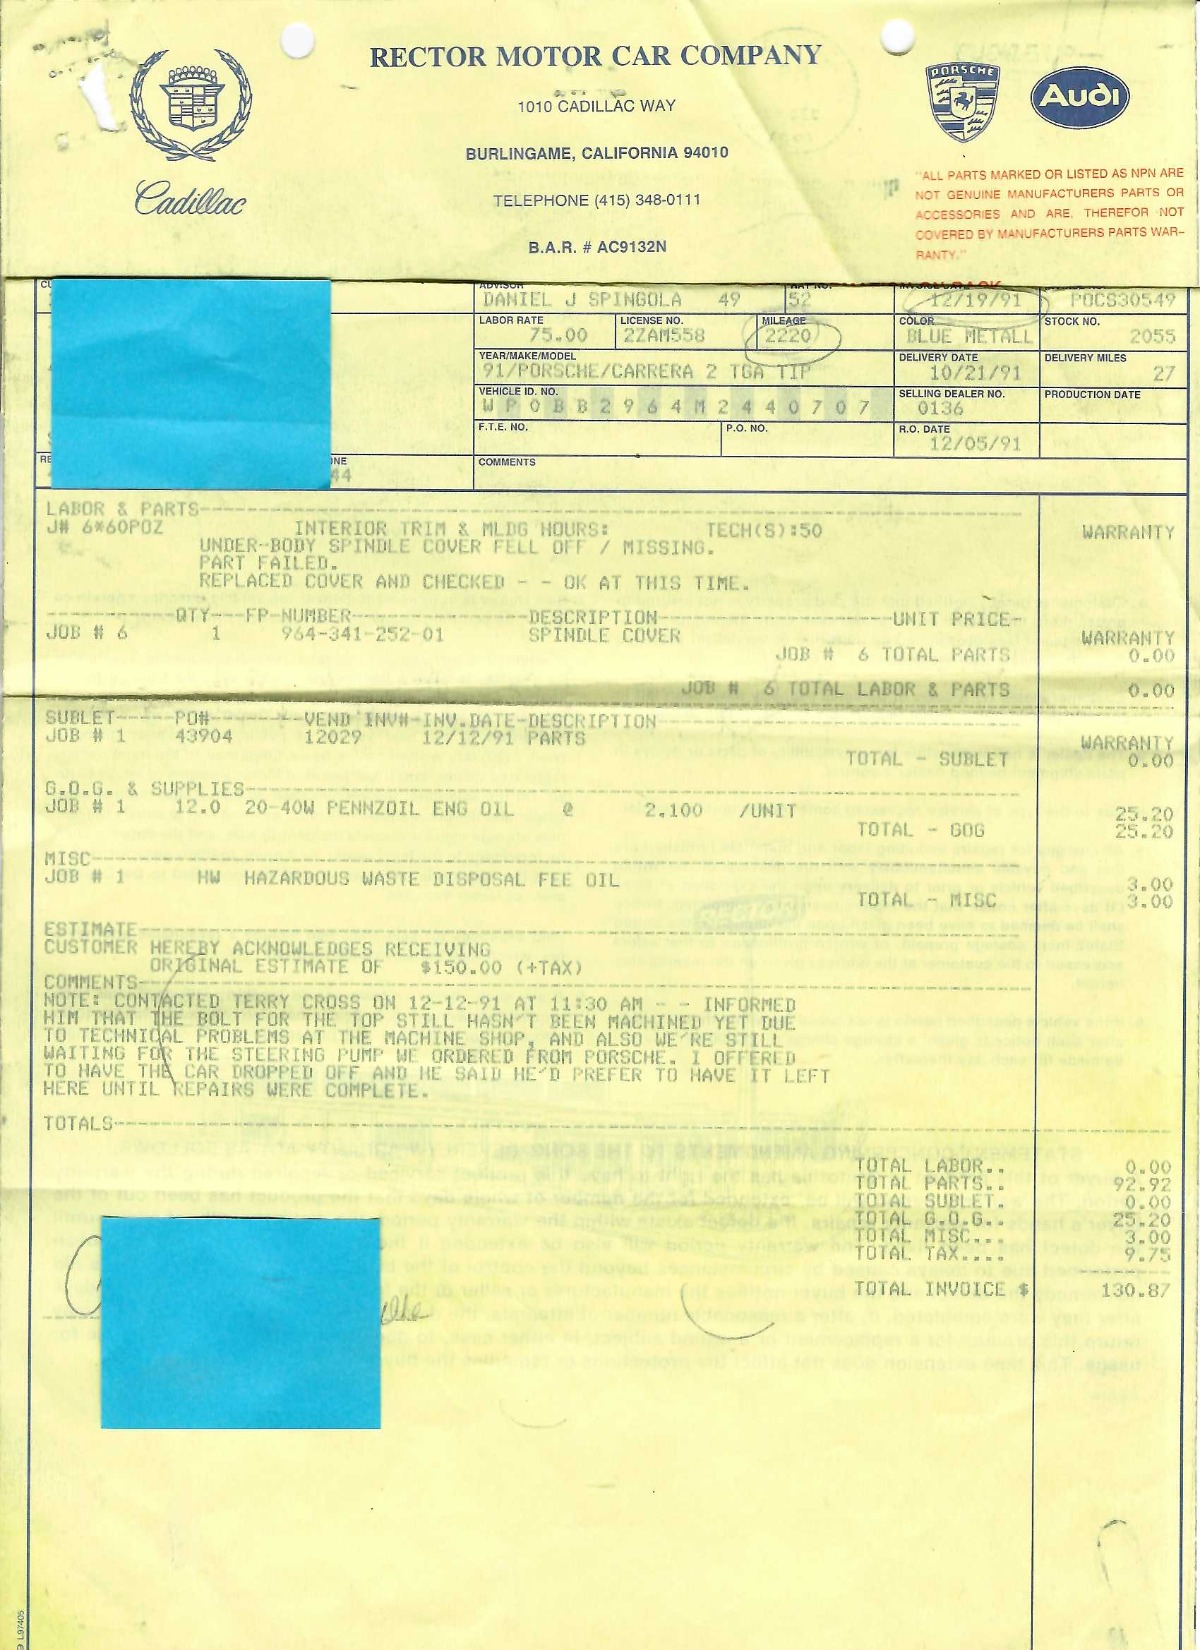 RECTOR MOTOR CAR COMPANY
1010 CADILLAC WAY
BURLINGAME, CALIFORNIA 94010
TELEPHONE (415) 348-0111
B.A.R. # AC9132N
Cadillac
PORSCHE
Audi
"ALL PARTS MARKED OR LISTED AS NPN ARE
NOT GENUINE MANUFACTURERS PARTS OR
ACCESSORIES AND ARE, THEREFOR NOT
COVERED BY MANUFACTURERS PARTS WAR-
RANTY."
ADVISOR
DANIEL J SPINGOLA 49 52 12/19/91 POCS30549
LABOR RATE LICENSE NO. MILEAGE COLOR STOCK NO.
75.00 2ZAM558 2220 BLUE METALL 2055
YEAR/MAKE/MODEL DELIVERY DATE DELIVERY MILES
91/PORSCHE/CARRERA 2 TGA TIP 10/21/91 27
VEHICLE ID. NO. SELLING DEALER NO. PRODUCTION DATE
WP0BB2964M2440707 0136
F.T.E. NO. P.O. NO. R.O. DATE
12/05/91
COMMENTS
44
LABOR & PARTS------------------------------------------------
J# 6*60POZ INTERIOR TRIM & MLDG HOURS: TECH(S):50 WARRANTY
UNDER-BODY SPINDLE COVER FELL OFF / MISSING.
PART FAILED.
REPLACED COVER AND CHECKED - - OK AT THIS TIME.
-----------QTY---FP-NUMBER---------------DESCRIPTION--------------------UNIT PRICE-
JOB # 6 1 964-341-252-01 SPINDLE COVER WARRANTY
JOB # 6 TOTAL PARTS 0.00
JOB # 6 TOTAL LABOR & PARTS 0.00
SUBLET-----PO#--------VEND INV#-INV.DATE-DESCRIPTION------------------------
JOB # 1 43904 12029 12/12/91 PARTS WARRANTY
TOTAL - SUBLET 0.00
G.O.G. & SUPPLIES------------------------------------------------
JOB # 1 12.0 20-40W PENNZOIL ENG OIL @ 2.100 /UNIT 25.20
TOTAL - GOG 25.20
MISC------------------------------------------------
JOB # 1 HW HAZARDOUS WASTE DISPOSAL FEE OIL 3.00
TOTAL - MISC 3.00
ESTIMATE------------------------------------------------
CUSTOMER HEREBY ACKNOWLEDGES RECEIVING
ORIGINAL ESTIMATE OF $150.00 (+TAX)
COMMENTS------------------------------------------------
NOTE: CONTACTED TERRY CROSS ON 12-12-91 AT 11:30 AM - - INFORMED
HIM THAT THE BOLT FOR THE TOP STILL HASN'T BEEN MACHINED YET DUE
TO TECHNICAL PROBLEMS AT THE MACHINE SHOP, AND ALSO WE'RE STILL
WAITING FOR THE STEERING PUMP WE ORDERED FROM PORSCHE. I OFFERED
TO HAVE THE CAR DROPPED OFF AND HE SAID HE'D PREFER TO HAVE IT LEFT
HERE UNTIL REPAIRS WERE COMPLETE.
TOTALS------------------------------------------------
TOTAL LABOR.. 0.00
TOTAL PARTS.. 92.92
TOTAL SUBLET. 0.00
TOTAL G.O.G.. 25.20
TOTAL MISC... 3.00
TOTAL TAX.... 9.75
TOTAL INVOICE $ 130.87
L97405